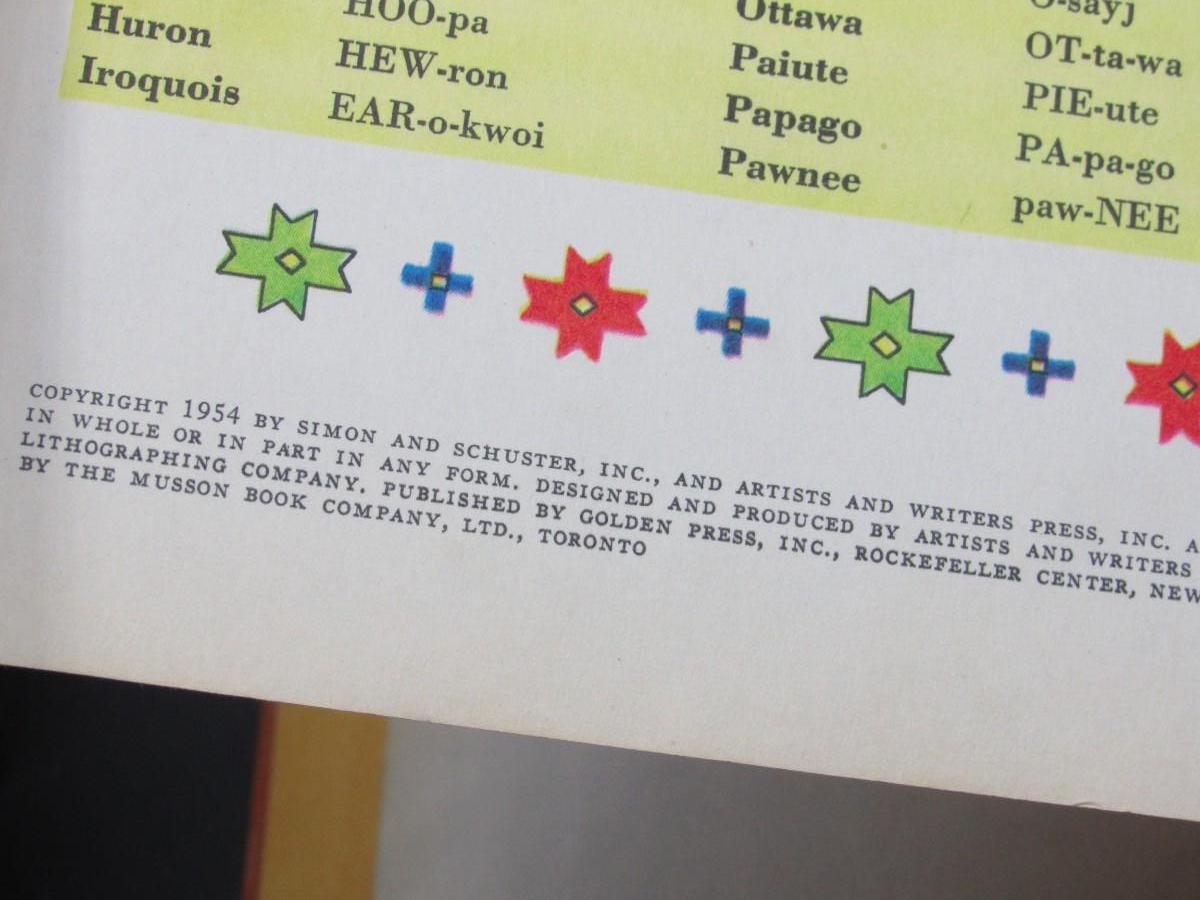 HOO-pa Ottawa O-sayj
Huron HEW-ron Paiute OT-ta-wa
Iroquois EAR-o-kwoi Papago PIE-ute
Pawnee PA-pa-go
paw-NEE
COPYRIGHT 1954 BY SIMON AND SCHUSTER, INC., AND ARTISTS AND WRITERS PRESS, INC.
IN WHOLE OR IN PART IN ANY FORM. DESIGNED AND PRODUCED BY ARTISTS AND WRITERS
LITHOGRAPHING COMPANY. PUBLISHED BY GOLDEN PRESS, INC., ROCKEFELLER CENTER, NEW
BY THE MUSSON BOOK COMPANY, LTD., TORONTO